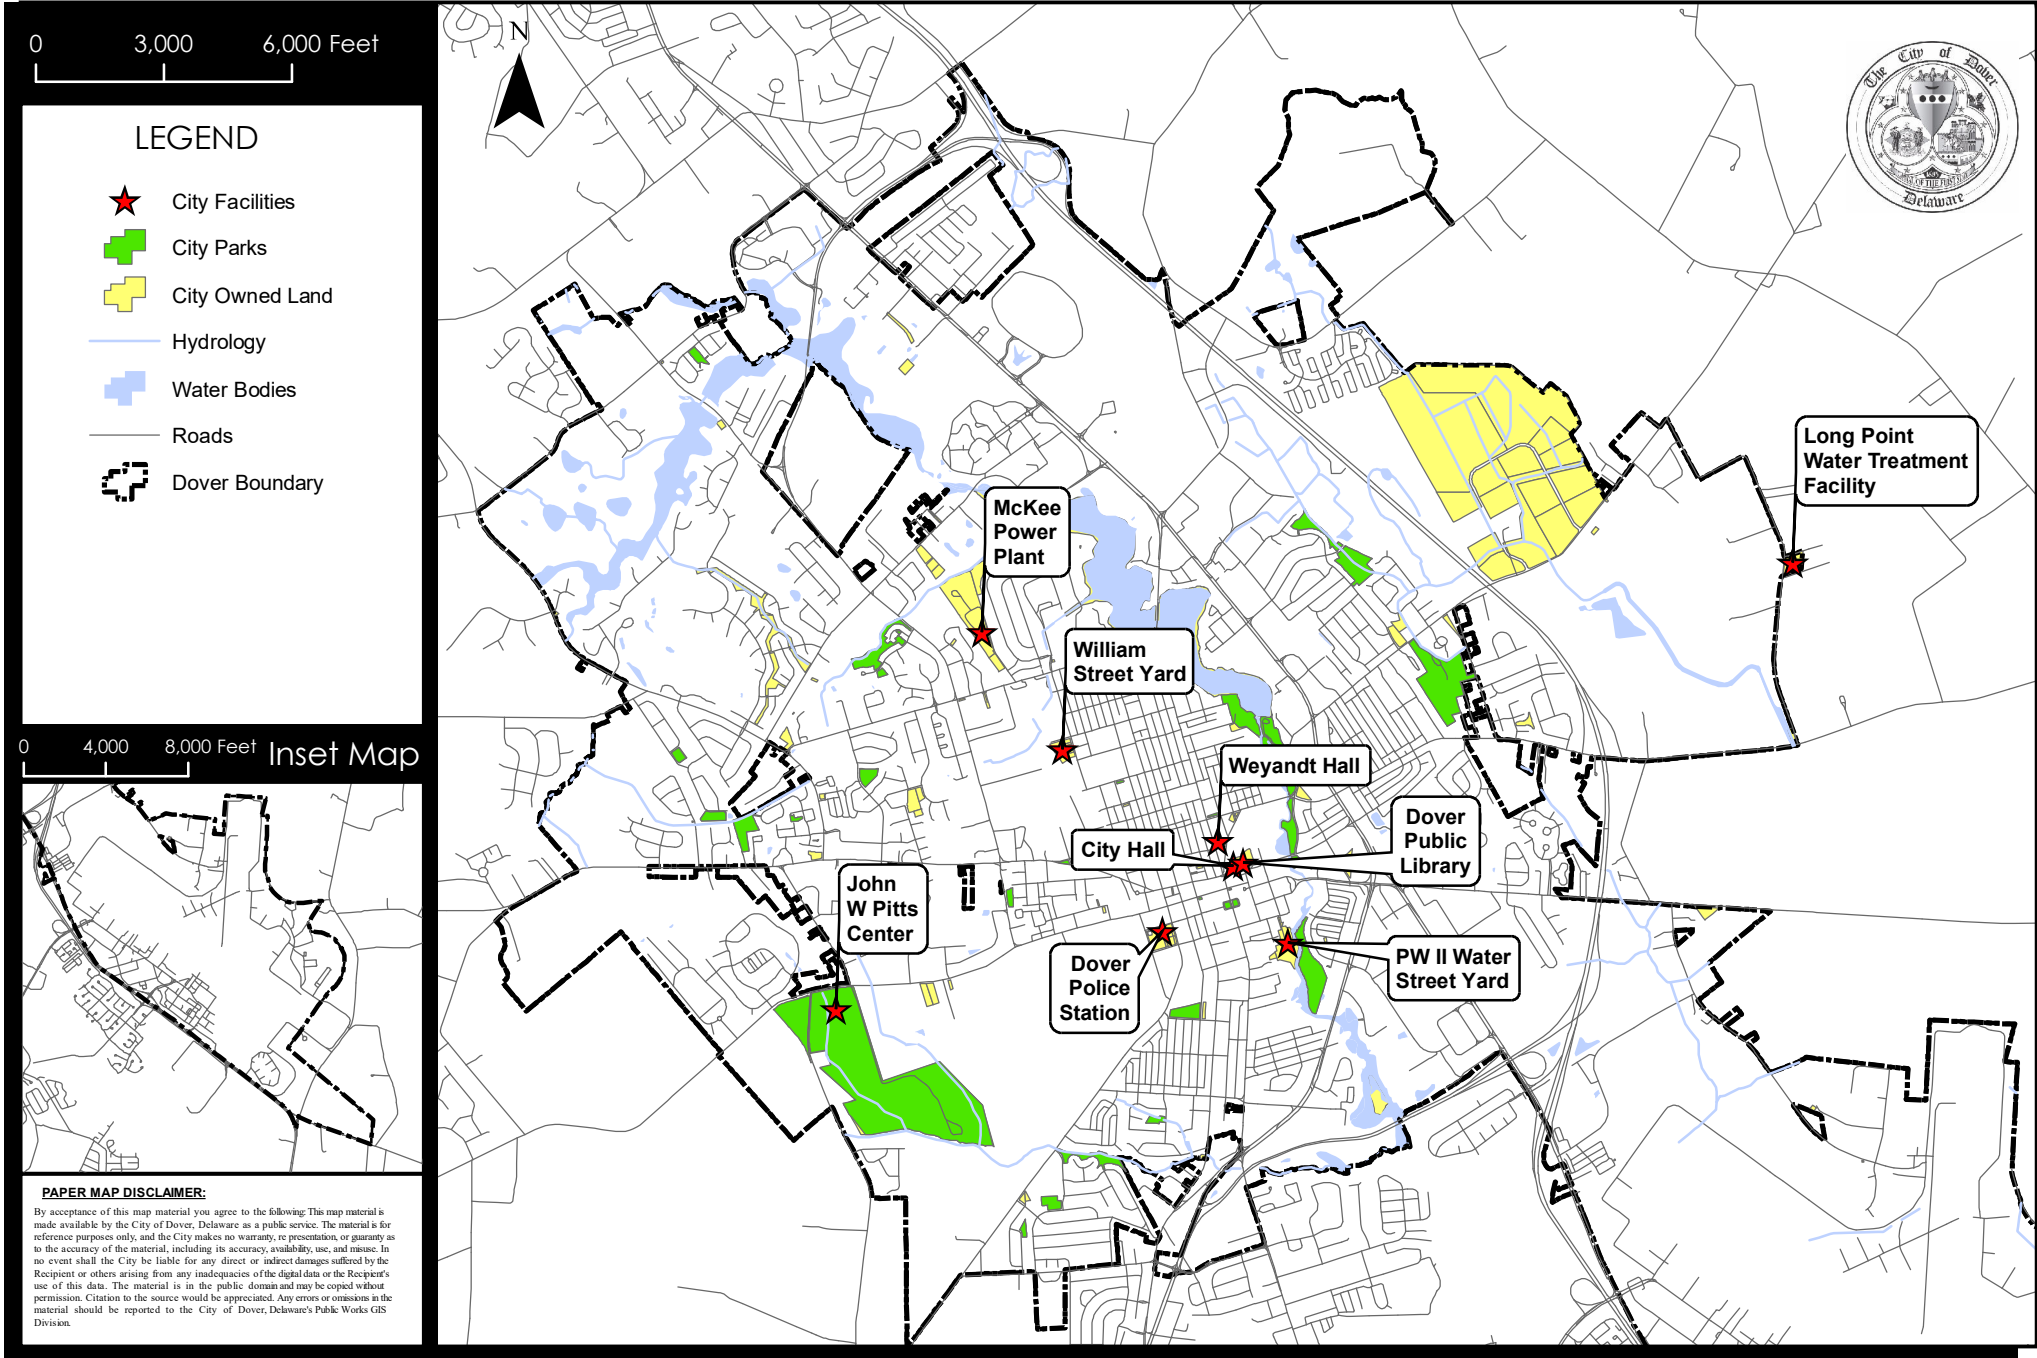 0 3,000 6,000 Feet
LEGEND
City Facilities
City Parks
City Owned Land
Hydrology
Water Bodies
Roads
Dover Boundary
0 4,000 8,000 Feet Inset Map
PAPER MAP DISCLAIMER:
By acceptance of this map material you agree to the following: This map material is
made available by the City of Dover, Delaware as a public service. The material is for
reference purposes only, and the City makes no warranty, re presentation, or guaranty as
to the accuracy of the material, including its accuracy, availability, use, and misuse. In
no event shall the City be liable for any direct or indirect damages suffered by the
Recipient or others arising from any inadequacies of the digital data or the Recipient's
use of this data. The material is in the public domain and may be copied without
permission. Citation to the source would be appreciated. Any errors or omissions in the
material should be reported to the City of Dover, Delaware's Public Works GIS
Division.
N
The City of Dover
Delaware
Long Point
Water Treatment
Facility
McKee
Power
Plant
William
Street Yard
Weyandt Hall
Dover
Public
Library
City Hall
John
W Pitts
Center
Dover
Police
Station
PW II Water
Street Yard